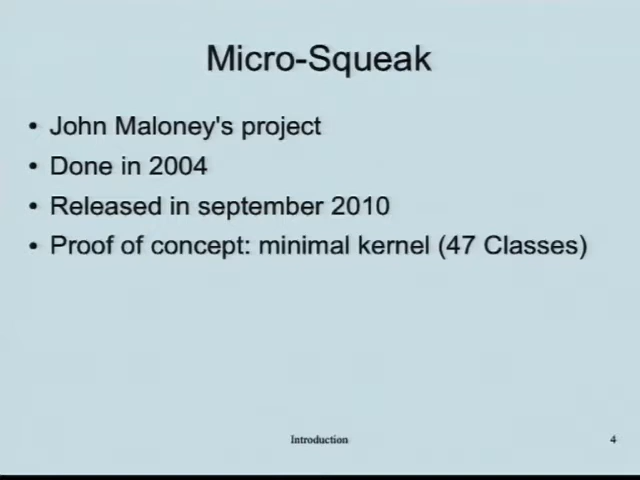 Micro-Squeak
• John Maloney's project
• Done in 2004
• Released in september 2010
• Proof of concept: minimal kernel (47 Classes)
Introduction
4